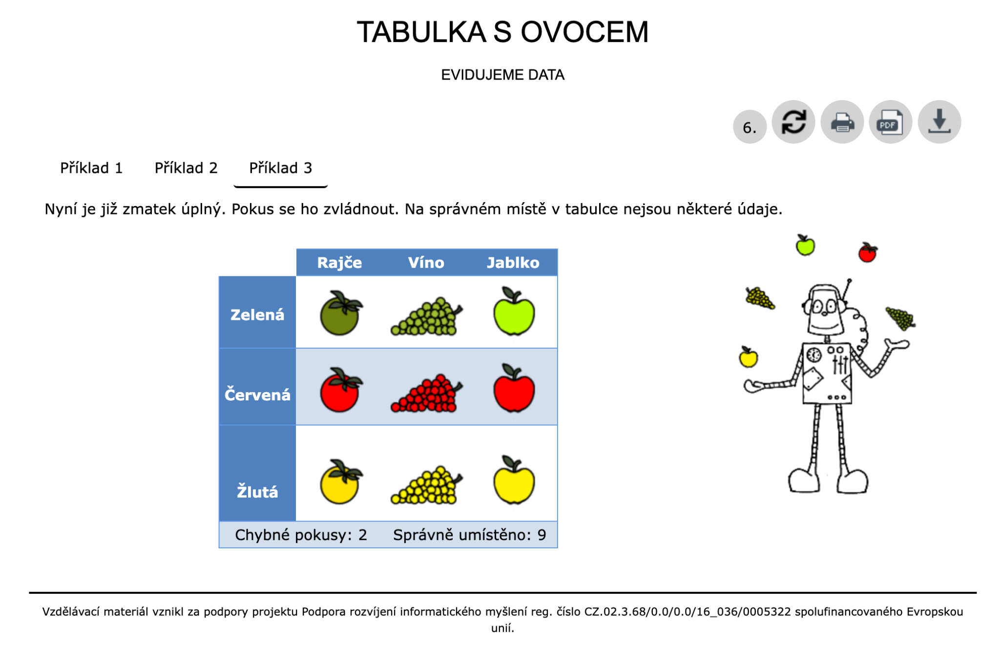 TABULKA S OVOCEM
EVIDUJEME DATA
6.
PDF
Příklad 1 Příklad 2 Příklad 3
Nyní je již zmatek úplný. Pokus se ho zvládnout. Na správném místě v tabulce nejsou některé údaje.
Rajče Víno Jablko
Zelená
Červená
Žlutá
Chybné pokusy: 2 Správně umístěno: 9
Vzdělávací materiál vznikl za podpory projektu Podpora rozvíjení informatického myšlení reg. číslo CZ.02.3.68/0.0/0.0/16_036/0005322 spolufinancovaného Evropskou
unií.